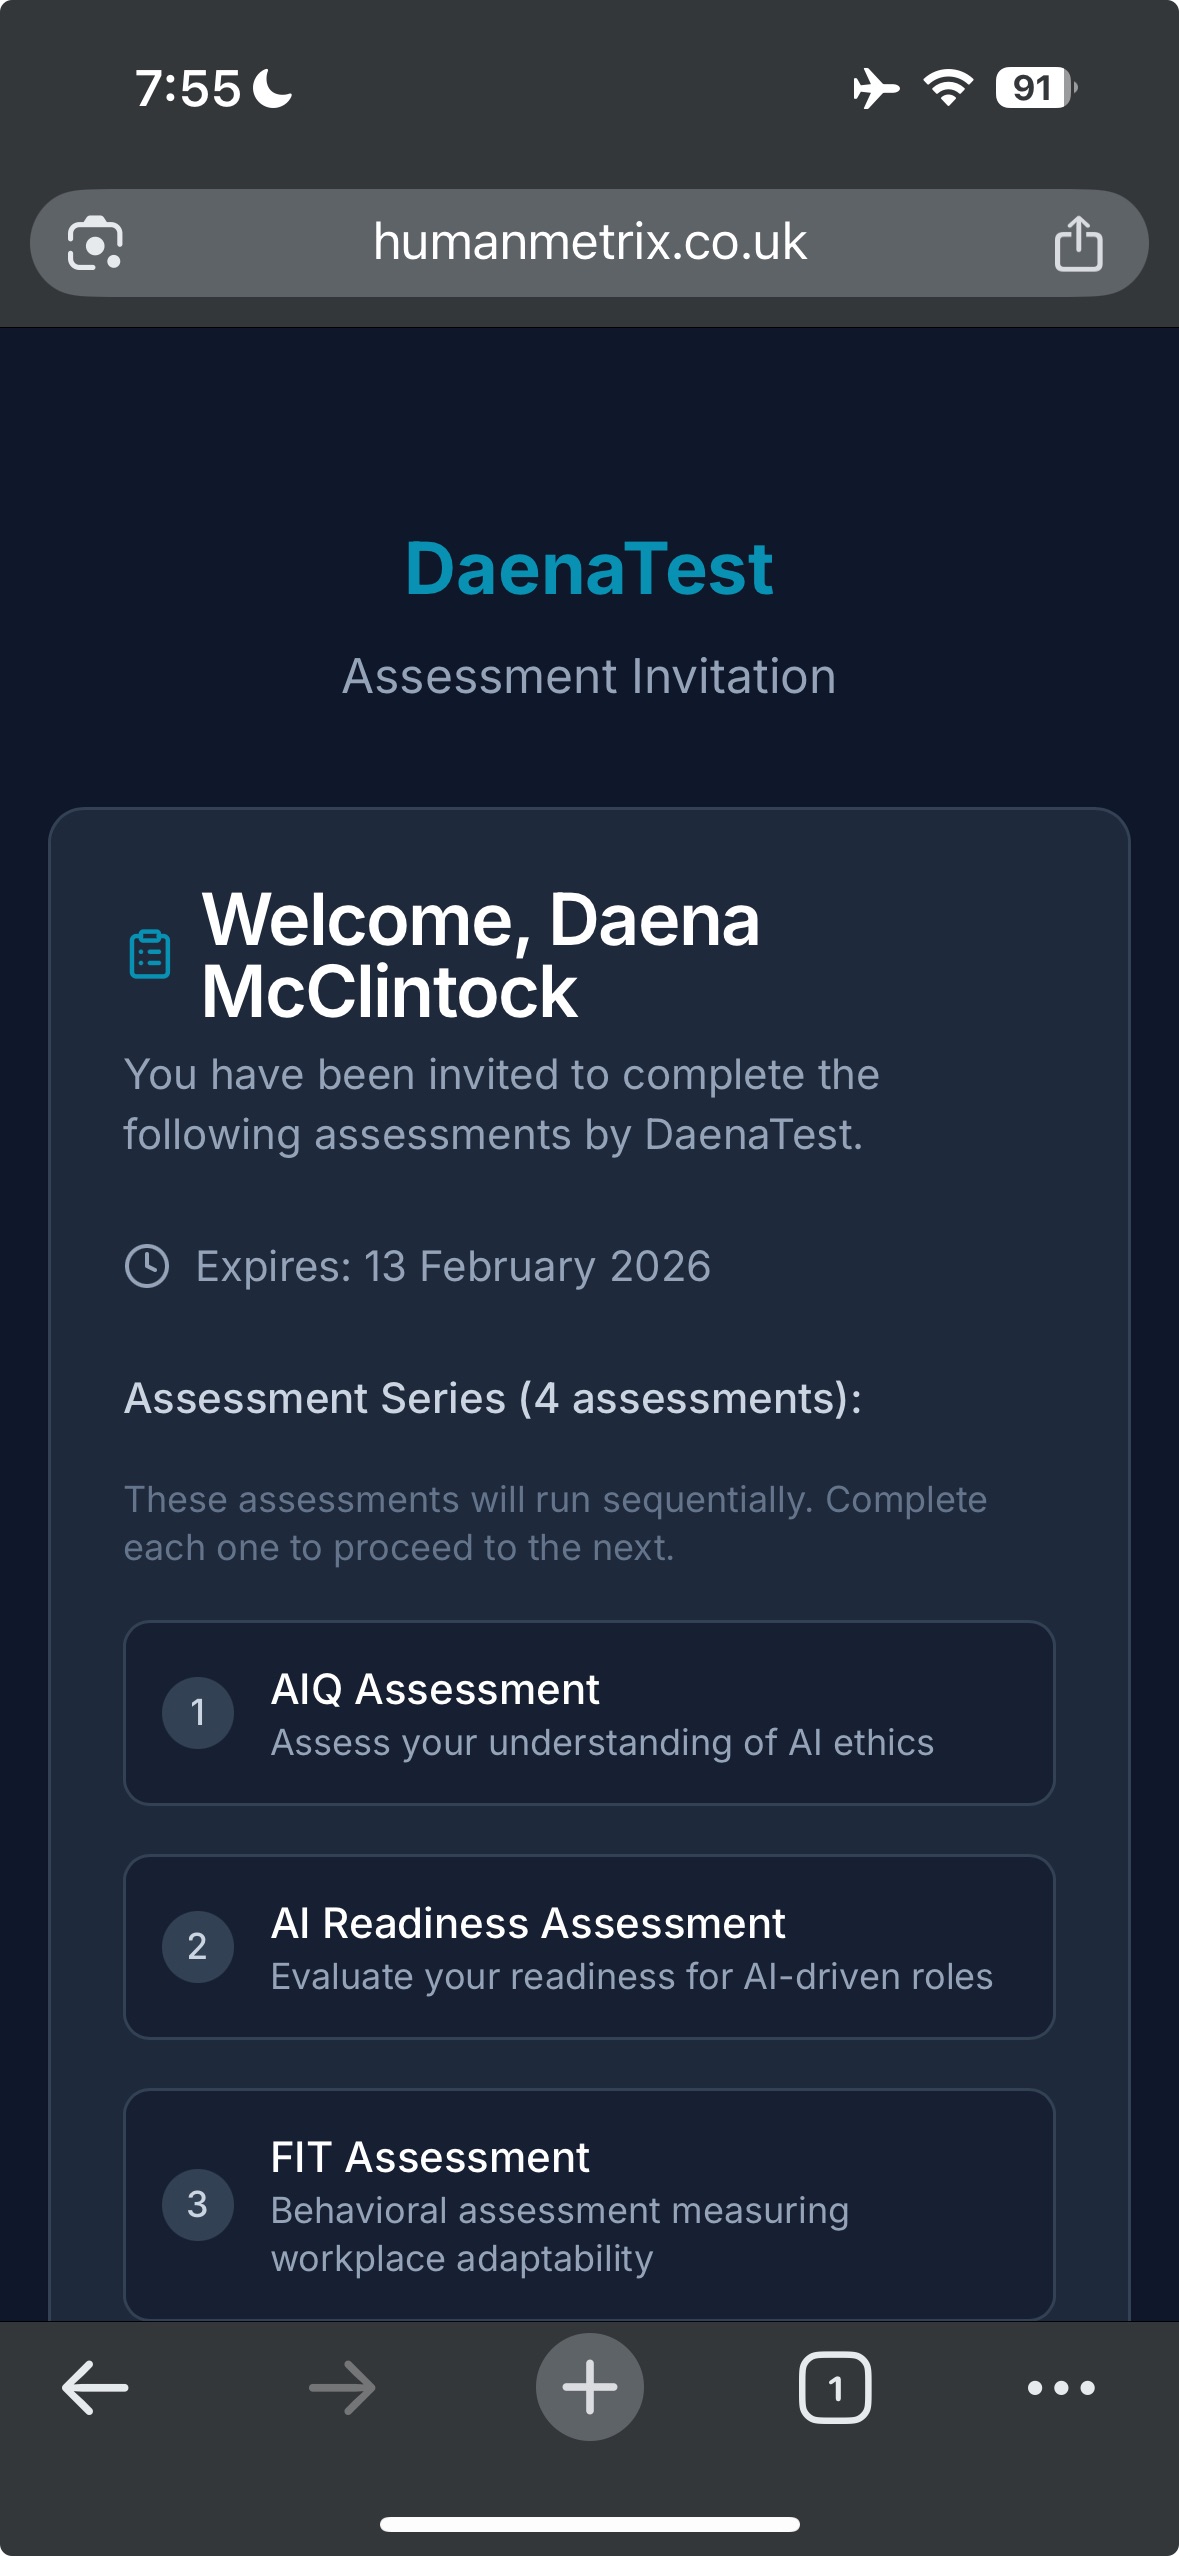 7:55
91
humanmetrix.co.uk
DaenaTest
Assessment Invitation
Welcome, Daena
McClintock
You have been invited to complete the
following assessments by DaenaTest.
Expires: 13 February 2026
Assessment Series (4 assessments):
These assessments will run sequentially. Complete
each one to proceed to the next.
1
AIQ Assessment
Assess your understanding of AI ethics
2
AI Readiness Assessment
Evaluate your readiness for AI-driven roles
3
FIT Assessment
Behavioral assessment measuring
workplace adaptability
1